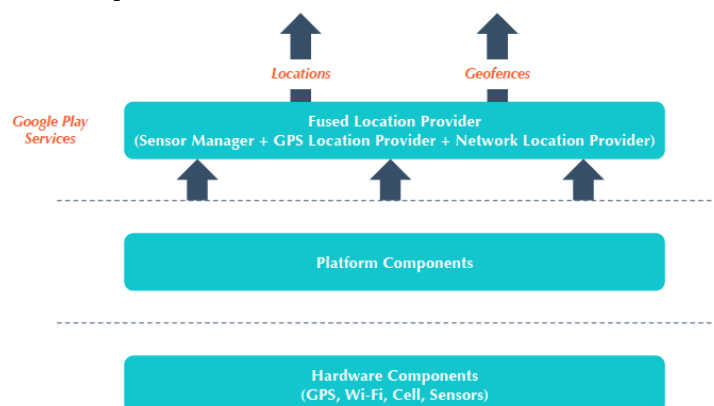 Locations
Geofences
Google Play
Services
Fused Location Provider
(Sensor Manager + GPS Location Provider + Network Location Provider)
Platform Components
Hardware Components
(GPS, Wi-Fi, Cell, Sensors)